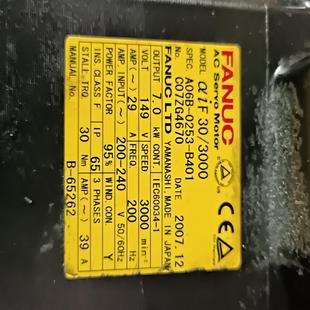 FANUC
AC Servo Motor
MODEL αiF 30/3000
SPEC. A06B-0253-B401
No. C07Z64670 DATE 2007.12
FANUC LTD YAMANASHI MADE IN JAPAN
OUTPUT 7.0 kW CONT. IEC60034-1
VOLT 149 V SPEED 3000 min-1
AMP(~) 29 A FREQ 200 Hz
AMP INPUT 200-240 V 50/60Hz
POWER FACTOR 95% WIND.CON. Y
INS.CLASS F IP 65 3 PHASES
STALL TRQ 30 Nm AMP(~) 39 A
MANUAL No. B-65262
CE